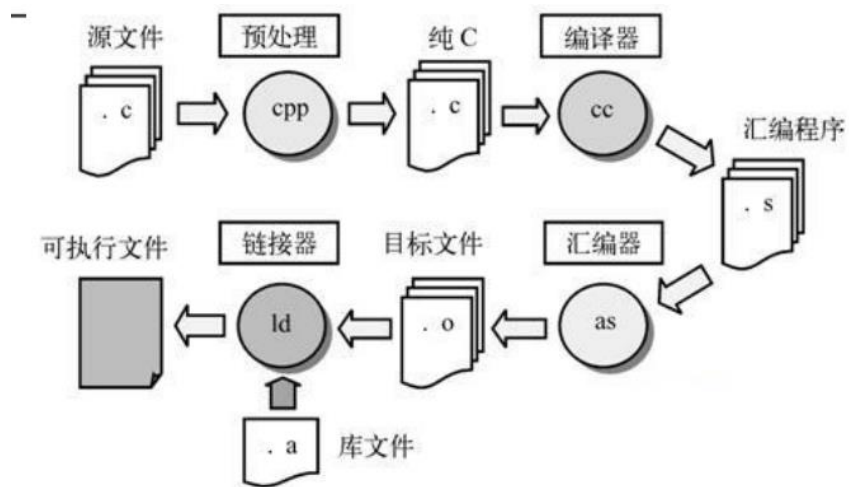 源文件 预处理 纯 C 编译器
. c cpp . c cc
汇编程序
. s
可执行文件 链接器 目标文件 汇编器
ld . o as
. a 库文件